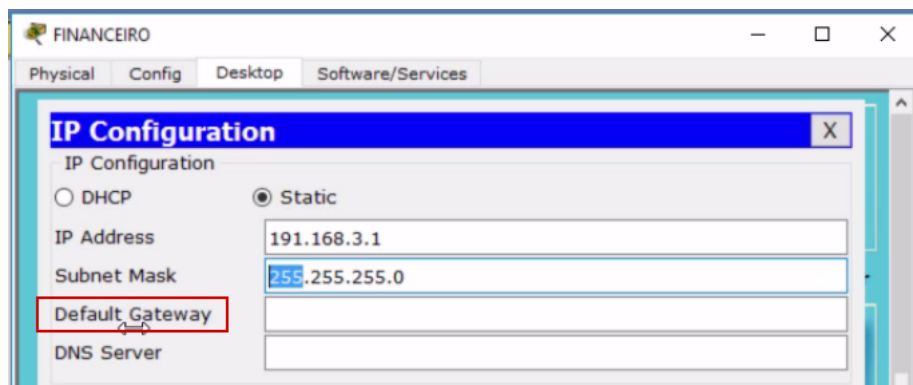 FINANCEIRO
Physical Config Desktop Software/Services
IP Configuration X
IP Configuration
DHCP Static
IP Address 191.168.3.1
Subnet Mask 255.255.255.0
Default Gateway
DNS Server